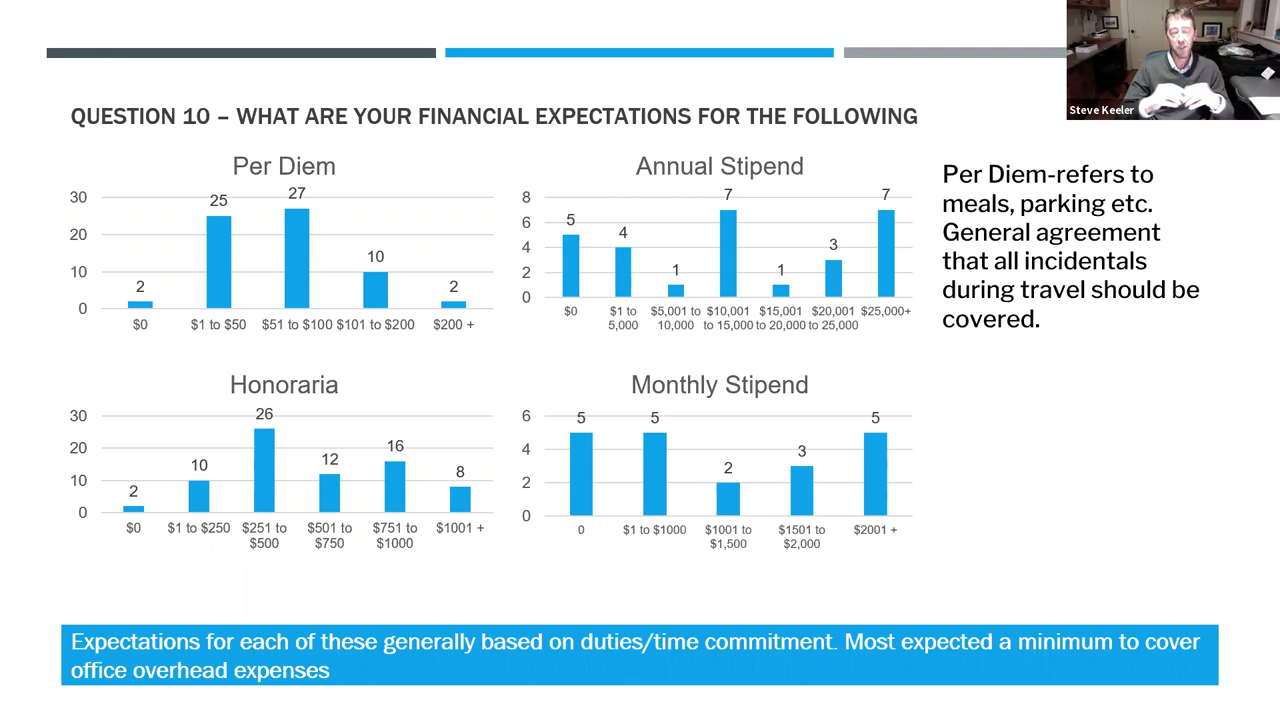 Steve Keeler
QUESTION 10 – WHAT ARE YOUR FINANCIAL EXPECTATIONS FOR THE FOLLOWING
Per Diem
30
20
10
0
2
25
27
10
2
$0
$1 to $50
$51 to $100
$101 to $200
$200 +
Annual Stipend
8
6
4
2
0
5
4
1
7
1
3
7
$0
$1 to
5,000
$5,001 to
10,000
$10,001
to 15,000
$15,001
to 20,000
$20,001
to 25,000
$25,000+
Per Diem-refers to
meals, parking etc.
General agreement
that all incidentals
during travel should be
covered.
Honoraria
30
20
10
0
2
10
26
12
16
8
$0
$1 to $250
$251 to
$500
$501 to
$750
$751 to
$1000
$1001 +
Monthly Stipend
6
4
2
0
5
5
2
3
5
0
$1 to $1000
$1001 to
$1,500
$1501 to
$2,000
$2001 +
Expectations for each of these generally based on duties/time commitment. Most expected a minimum to cover
office overhead expenses